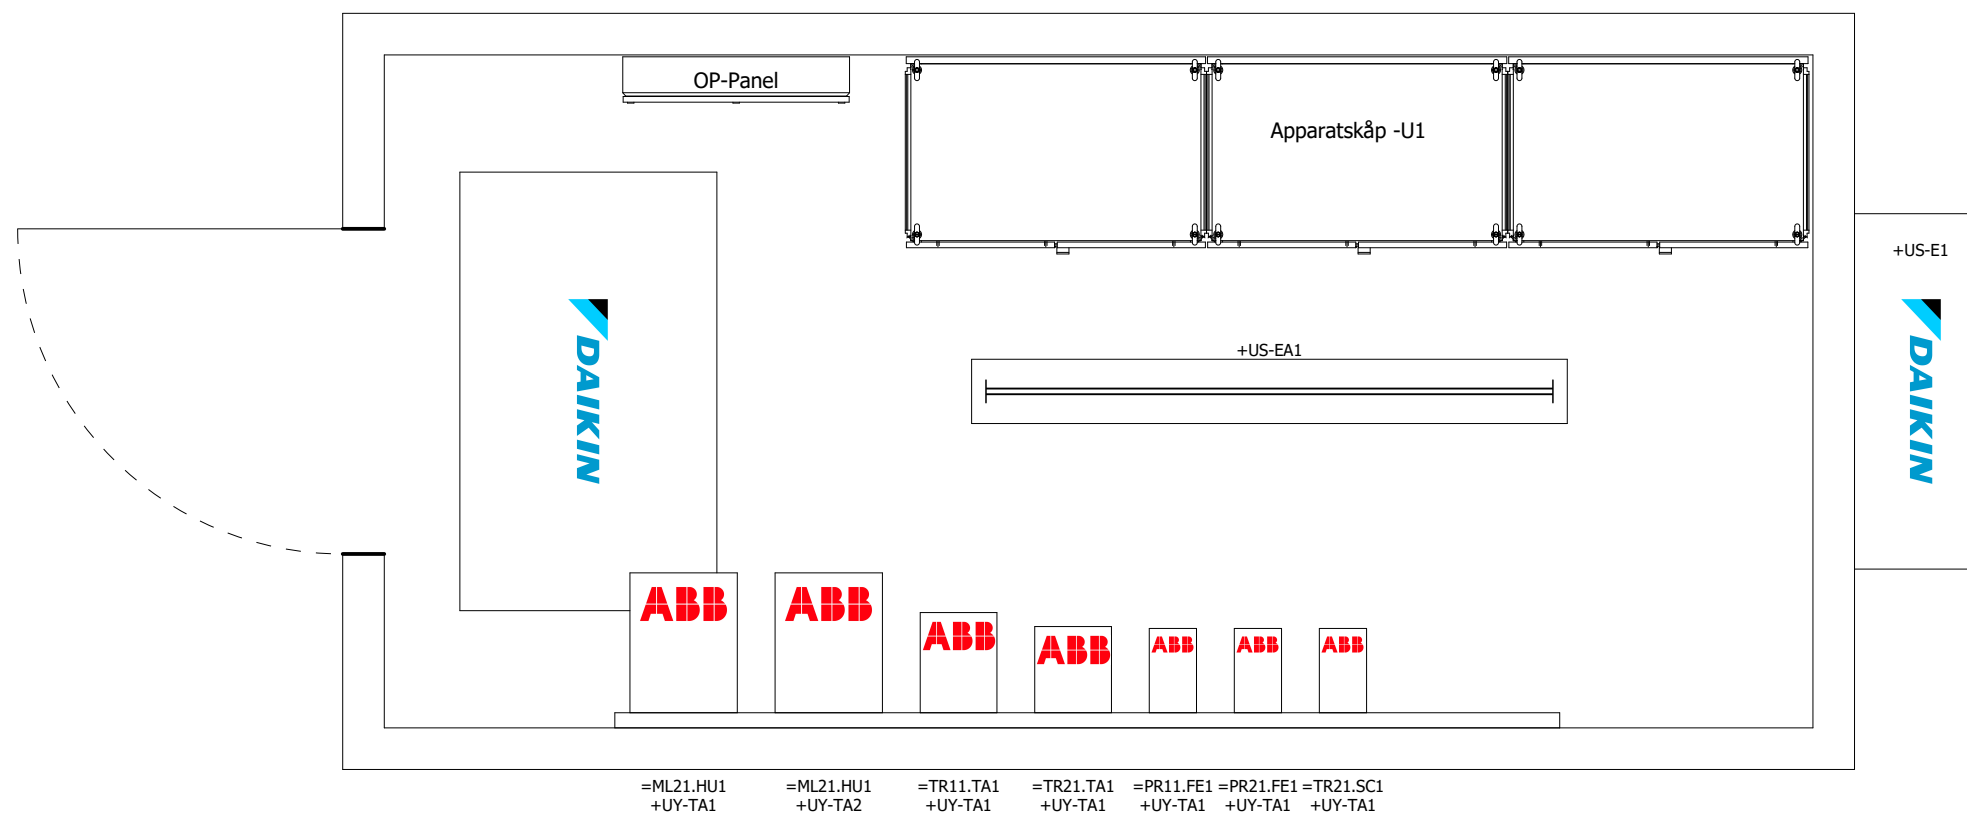 OP-Panel
Apparatskåp -U1
+US-E1
DAIKIN
DAIKIN
+US-EA1
ABB
ABB
ABB
ABB
ABB
ABB
ABB
=ML21.HU1
+UY-TA1
=ML21.HU1
+UY-TA2
=TR11.TA1
+UY-TA1
=TR21.TA1
+UY-TA1
=PR11.FE1
+UY-TA1
=PR21.FE1
+UY-TA1
=TR21.SC1
+UY-TA1